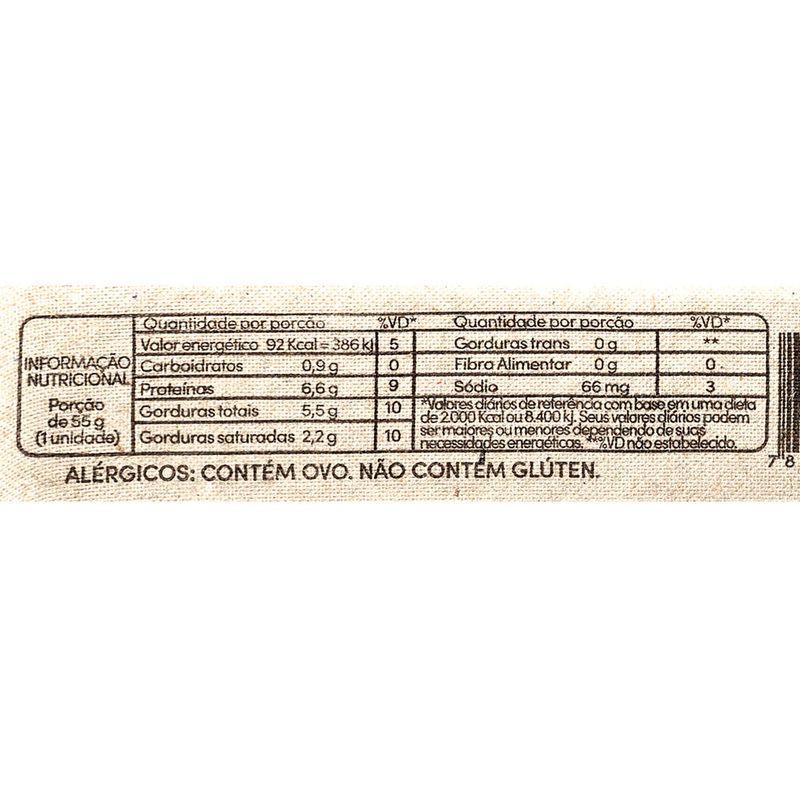 INFORMAÇÃO
NUTRICIONAL
Porção
de 55 g
(1 unidade)
Quantidade por porção %VD*
Valor energético 92 Kcal = 386 kj 5
Carboidratos 0,9 g 0
Proteínas 6,6 g 9
Gorduras totais 5,5 g 10
Gorduras saturadas 2,2 g 10
Quantidade por porção %VD*
Gorduras trans 0 g **
Fibra Alimentar 0 g 0
Sódio 66 mg 3
*Valores diários de referência com base em uma dieta
de 2.000 Kcal ou 8.400 kj. Seus valores diários podem
ser maiores ou menores dependendo de suas
necessidades energéticas. **%VD não estabelecido.
ALÉRGICOS: CONTÉM OVO. NÃO CONTÉM GLÚTEN.
7 8